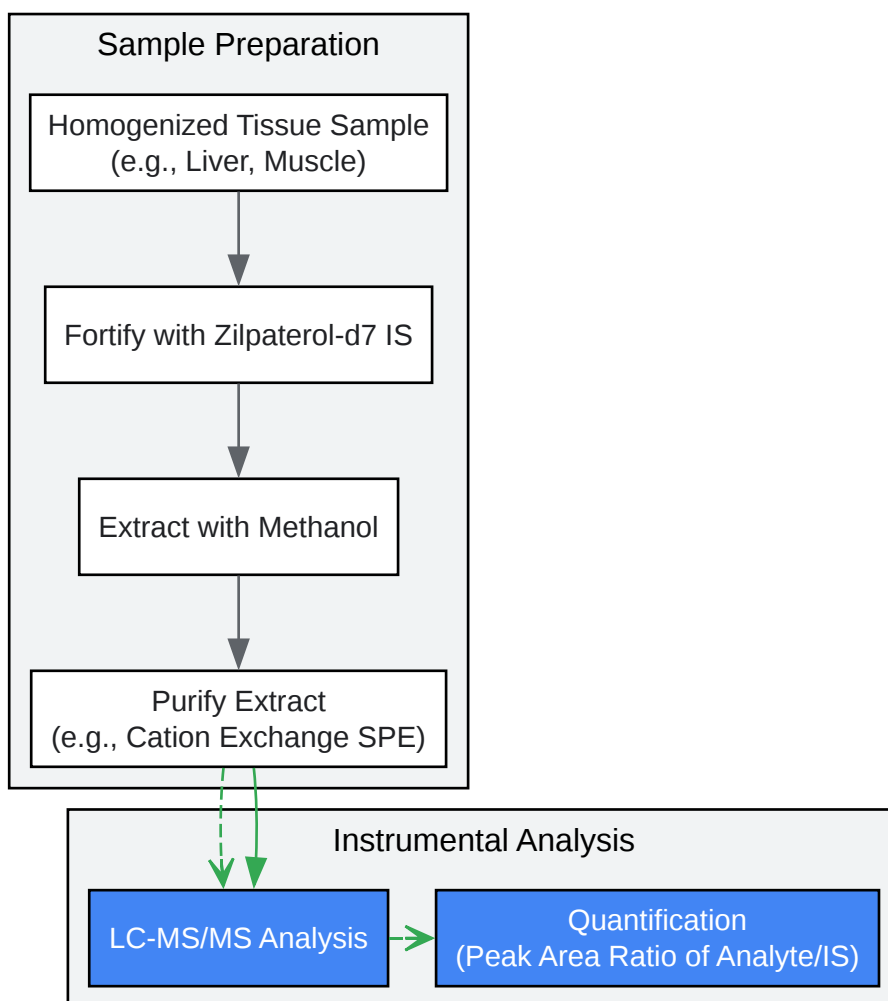 Sample Preparation
Homogenized Tissue Sample
(e.g., Liver, Muscle)
Fortify with Zilpaterol-d7 IS
Extract with Methanol
Purify Extract
(e.g., Cation Exchange SPE)
Instrumental Analysis
LC-MS/MS Analysis
Quantification
(Peak Area Ratio of Analyte/IS)